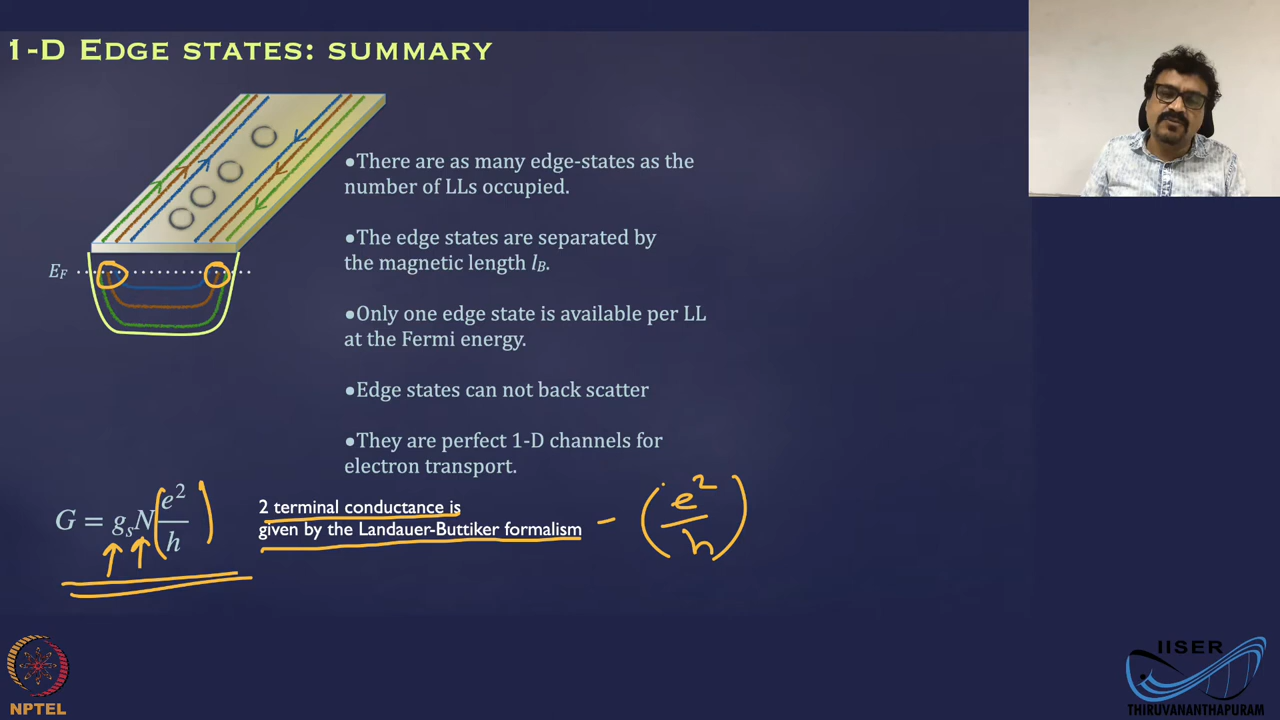 1-D EDGE STATES: SUMMARY
E_F
●There are as many edge-states as the
number of LLs occupied.
●The edge states are separated by
the magnetic length l_B.
●Only one edge state is available per LL
at the Fermi energy.
●Edge states can not back scatter
●They are perfect 1-D channels for
electron transport.
G = g_s N (e²/h)
2 terminal conductance is
given by the Landauer-Buttiker formalism – (e²/h)
NPTEL
IISER
THIRUVANANTHAPURAM